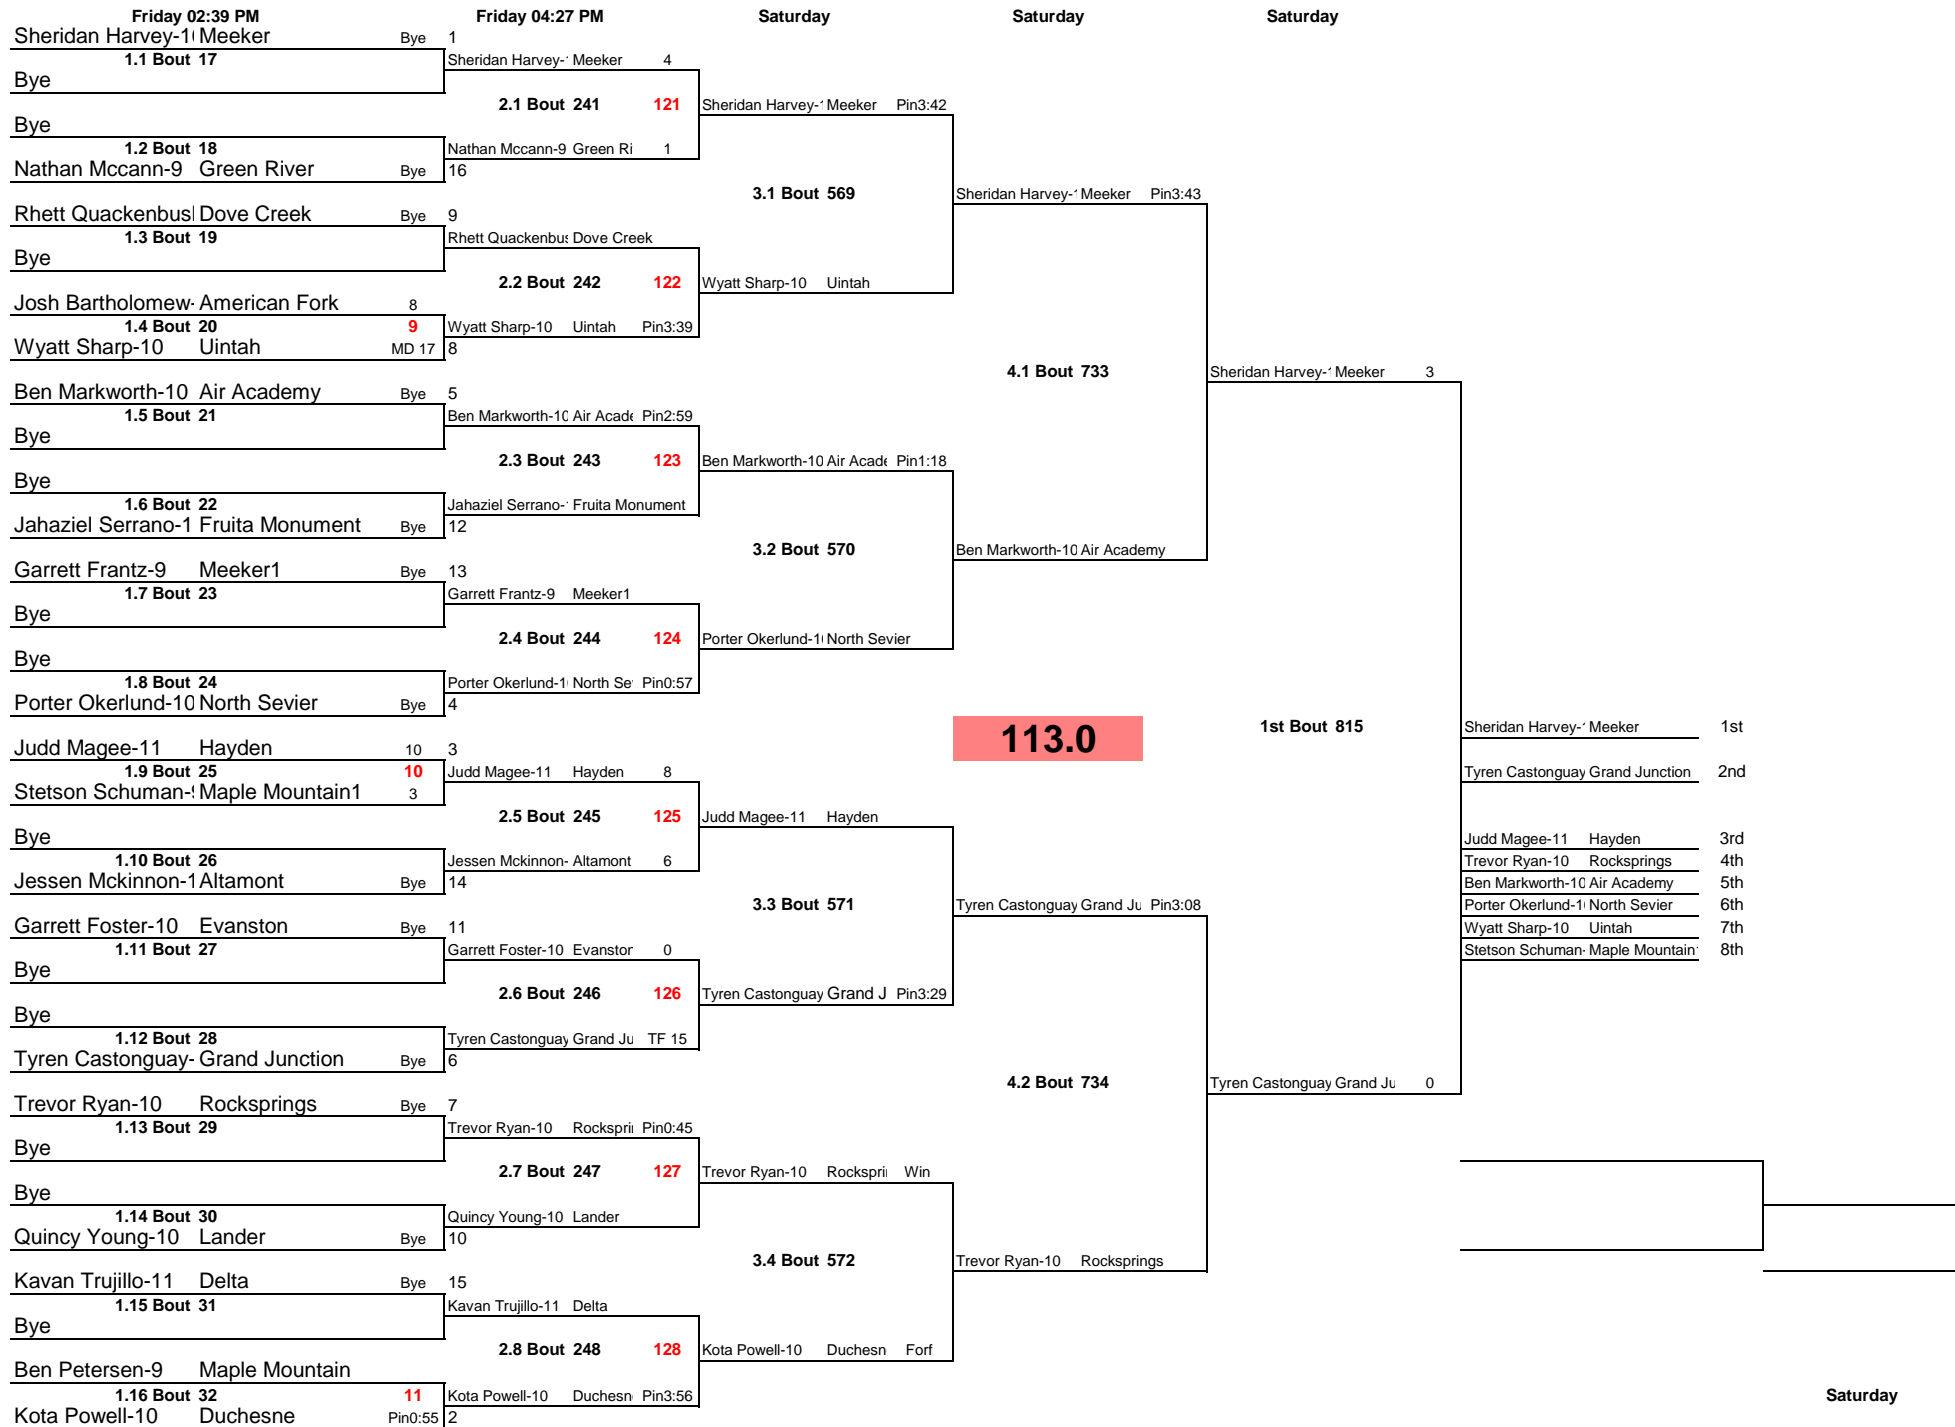 Friday 02:39 PM Friday 04:27 PM Saturday Saturday Saturday
Sheridan Harvey-1 Meeker Bye 1
1.1 Bout 17 Sheridan Harvey- Meeker 4
Bye
2.1 Bout 241 121 Sheridan Harvey- Meeker Pin3:42
Bye
1.2 Bout 18 Nathan Mccann-9 Green Ri 1
Nathan Mccann-9 Green River Bye 16
3.1 Bout 569 Sheridan Harvey- Meeker Pin3:43
Rhett Quackenbus Dove Creek Bye 9
1.3 Bout 19 Rhett Quackenbus Dove Creek
Bye
2.2 Bout 242 122 Wyatt Sharp-10 Uintah
Josh Bartholomew- American Fork 8
1.4 Bout 20 9 Wyatt Sharp-10 Uintah Pin3:39
Wyatt Sharp-10 Uintah MD 17 8
4.1 Bout 733 Sheridan Harvey- Meeker 3
Ben Markworth-10 Air Academy Bye 5
1.5 Bout 21 Ben Markworth-10 Air Acade Pin2:59
Bye
2.3 Bout 243 123 Ben Markworth-10 Air Acade Pin1:18
Bye
1.6 Bout 22 Jahaziel Serrano- Fruita Monument
Jahaziel Serrano-1 Fruita Monument Bye 12
3.2 Bout 570 Ben Markworth-10 Air Academy
Garrett Frantz-9 Meeker1 Bye 13
1.7 Bout 23 Garrett Frantz-9 Meeker1
Bye
2.4 Bout 244 124 Porter Okerlund-1 North Sevier
Bye
1.8 Bout 24 Porter Okerlund-1 North Se Pin0:57
Porter Okerlund-10 North Sevier Bye 4
113.0 1st Bout 815 Sheridan Harvey- Meeker 1st
Judd Magee-11 Hayden 10 3
1.9 Bout 25 10 Judd Magee-11 Hayden 8 Tyren Castonguay Grand Junction 2nd
Stetson Schuman-9 Maple Mountain1 3
2.5 Bout 245 125 Judd Magee-11 Hayden
Bye Judd Magee-11 Hayden 3rd
1.10 Bout 26 Jessen Mckinnon- Altamont 6 Trevor Ryan-10 Rocksprings 4th
Jessen Mckinnon-1 Altamont Bye 14 Ben Markworth-10 Air Academy 5th
3.3 Bout 571 Tyren Castonguay Grand Ju Pin3:08 Porter Okerlund-1 North Sevier 6th
Garrett Foster-10 Evanston Bye 11 Wyatt Sharp-10 Uintah 7th
1.11 Bout 27 Garrett Foster-10 Evanston 0 Stetson Schuman- Maple Mountain 8th
Bye
2.6 Bout 246 126 Tyren Castonguay Grand J Pin3:29
Bye
1.12 Bout 28 Tyren Castonguay Grand Ju TF 15
Tyren Castonguay- Grand Junction Bye 6
4.2 Bout 734 Tyren Castonguay Grand Ju 0
Trevor Ryan-10 Rocksprings Bye 7
1.13 Bout 29 Trevor Ryan-10 Rockspri Pin0:45
Bye
2.7 Bout 247 127 Trevor Ryan-10 Rockspri Win
Bye
1.14 Bout 30 Quincy Young-10 Lander
Quincy Young-10 Lander Bye 10
3.4 Bout 572 Trevor Ryan-10 Rocksprings
Kavan Trujillo-11 Delta Bye 15
1.15 Bout 31 Kavan Trujillo-11 Delta
Bye
2.8 Bout 248 128 Kota Powell-10 Duchesn Forf
Ben Petersen-9 Maple Mountain
1.16 Bout 32 11 Kota Powell-10 Duchesn Pin3:56 Saturday
Kota Powell-10 Duchesne Pin0:55 2